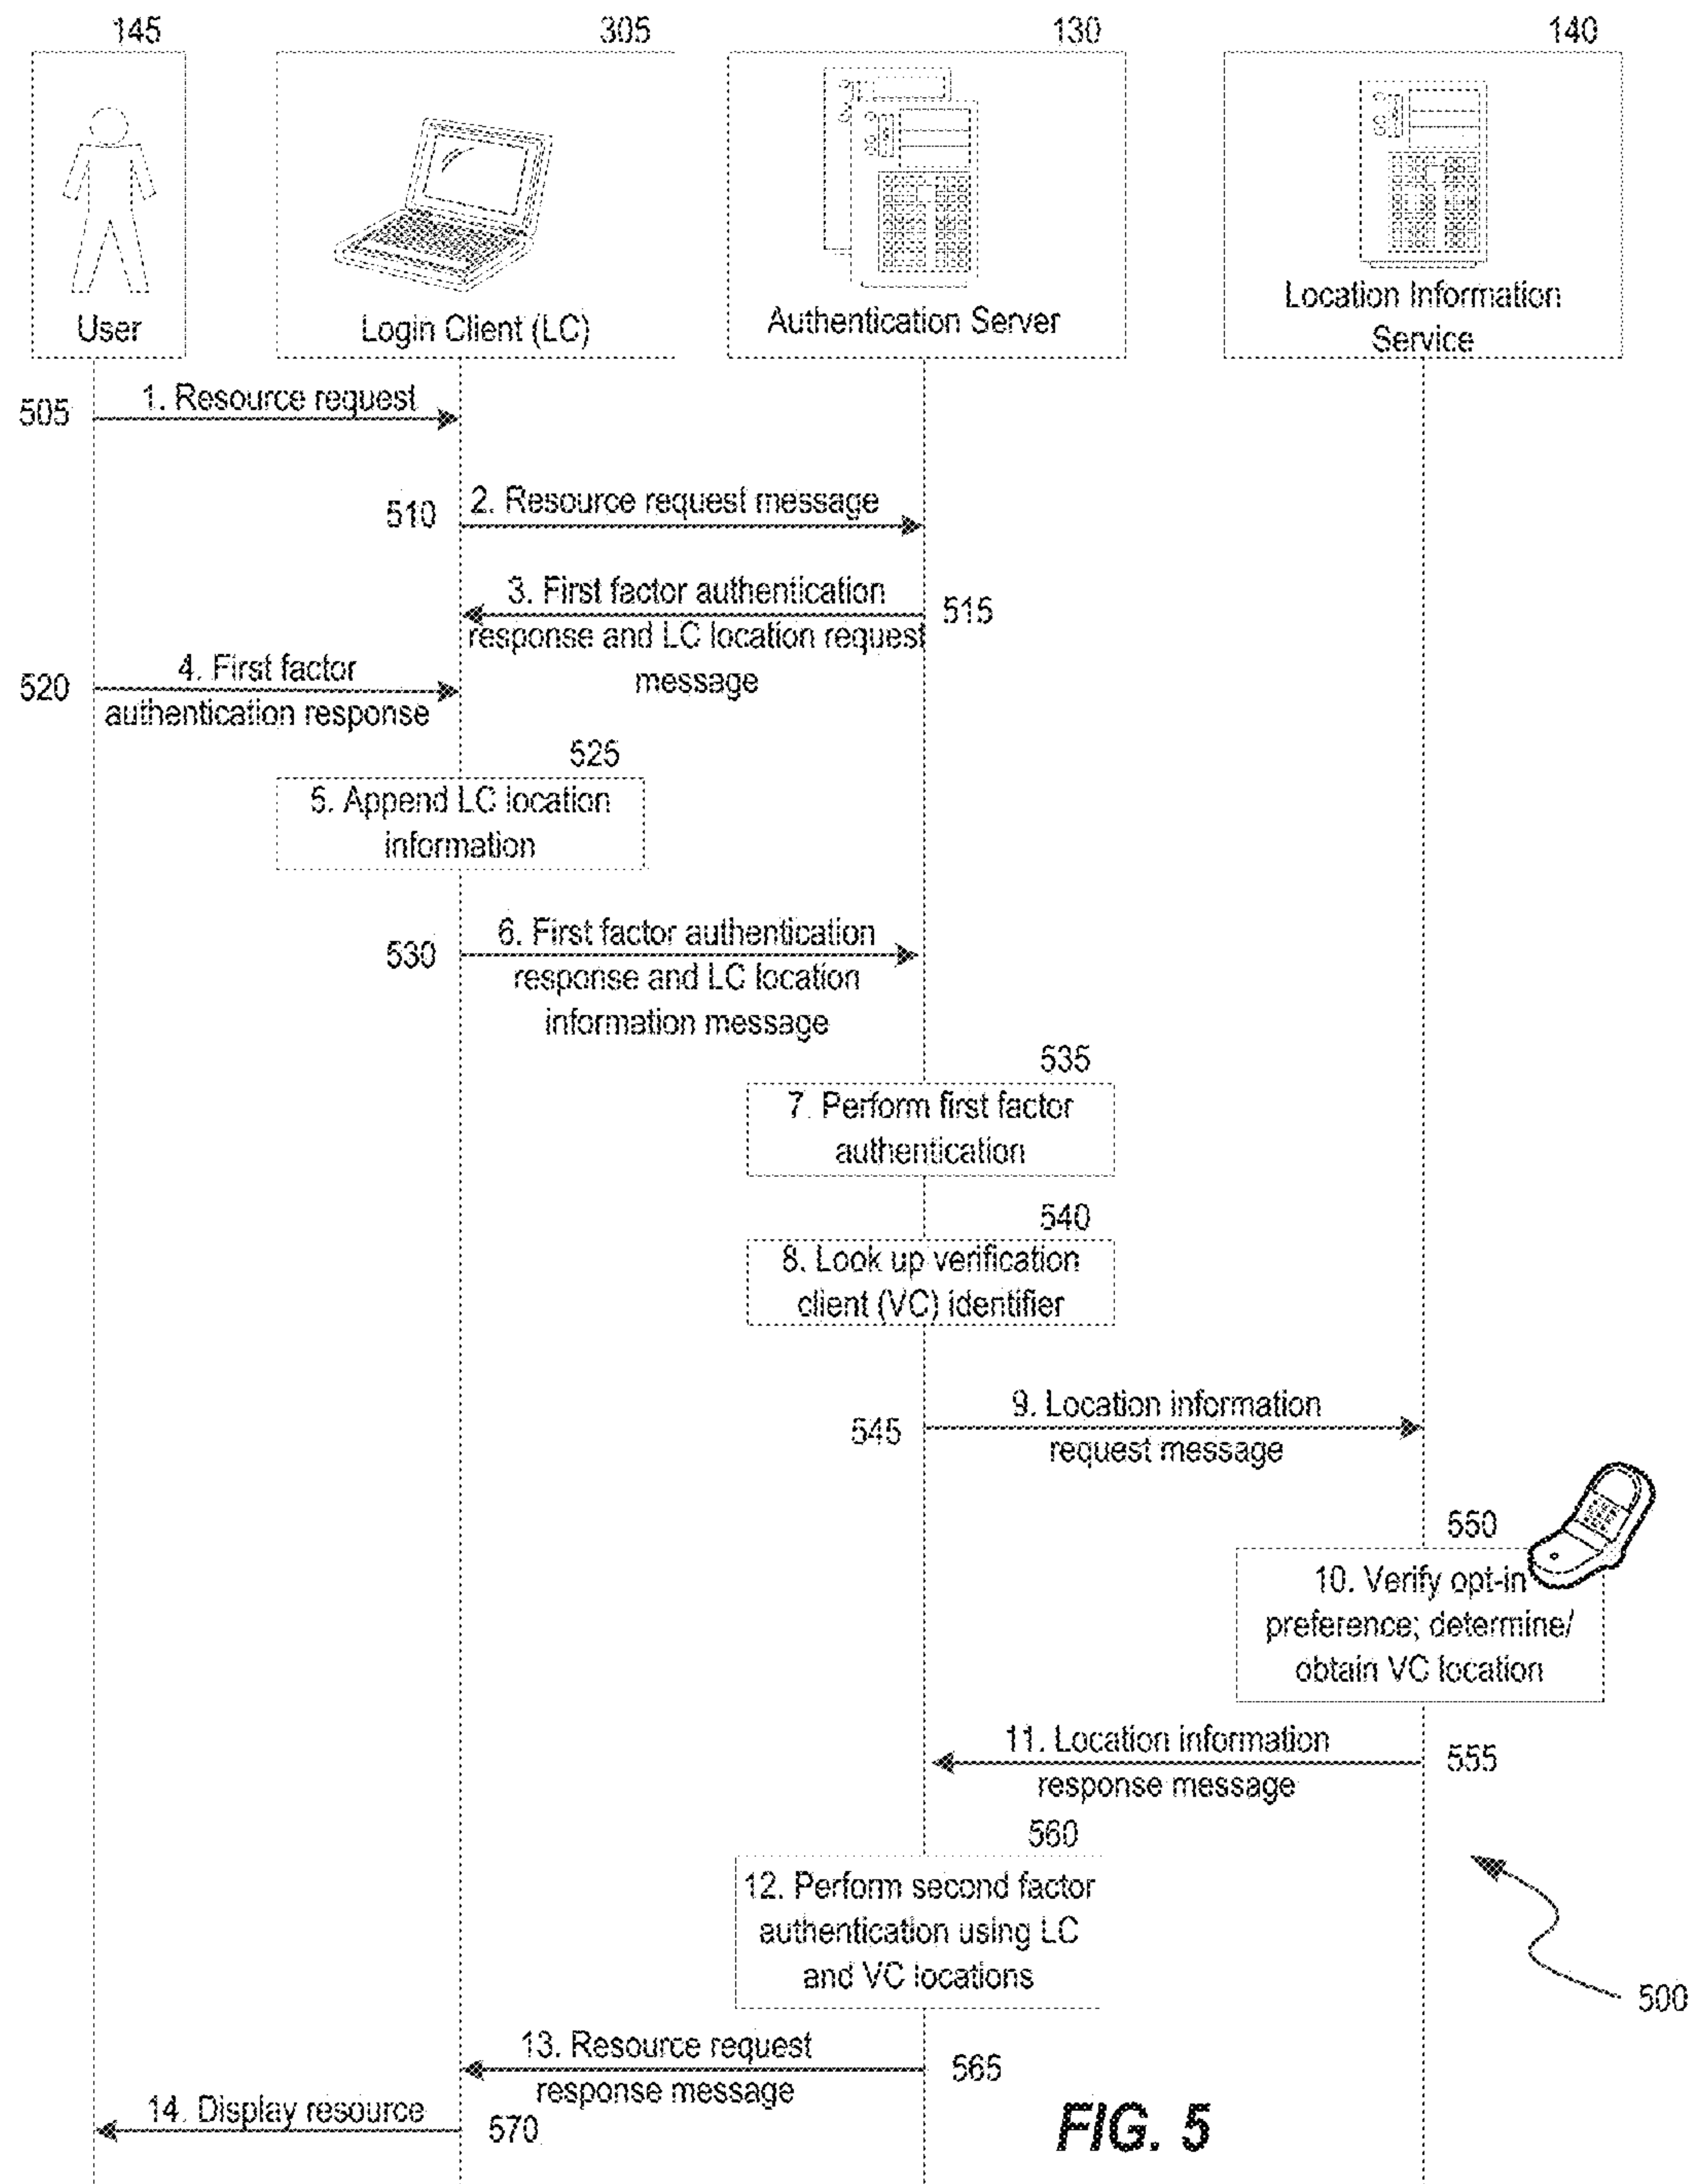 145
305
130
140
User
Login Client (LC)
Authentication Server
Location Information
Service
505
1. Resource request
510
2. Resource request message
3. First factor authentication
response and LC location request
message
515
520
4. First factor
authentication response
525
5. Append LC location
information
530
6. First factor authentication
response and LC location
information message
535
7. Perform first factor
authentication
540
8. Look up verification
client (VC) identifier
545
9. Location information
request message
550
10. Verify opt-in
preference; determine/
obtain VC location
11. Location information
response message
555
560
12. Perform second factor
authentication using LC
and VC locations
500
13. Resource request
response message
565
14. Display resource
570
FIG. 5